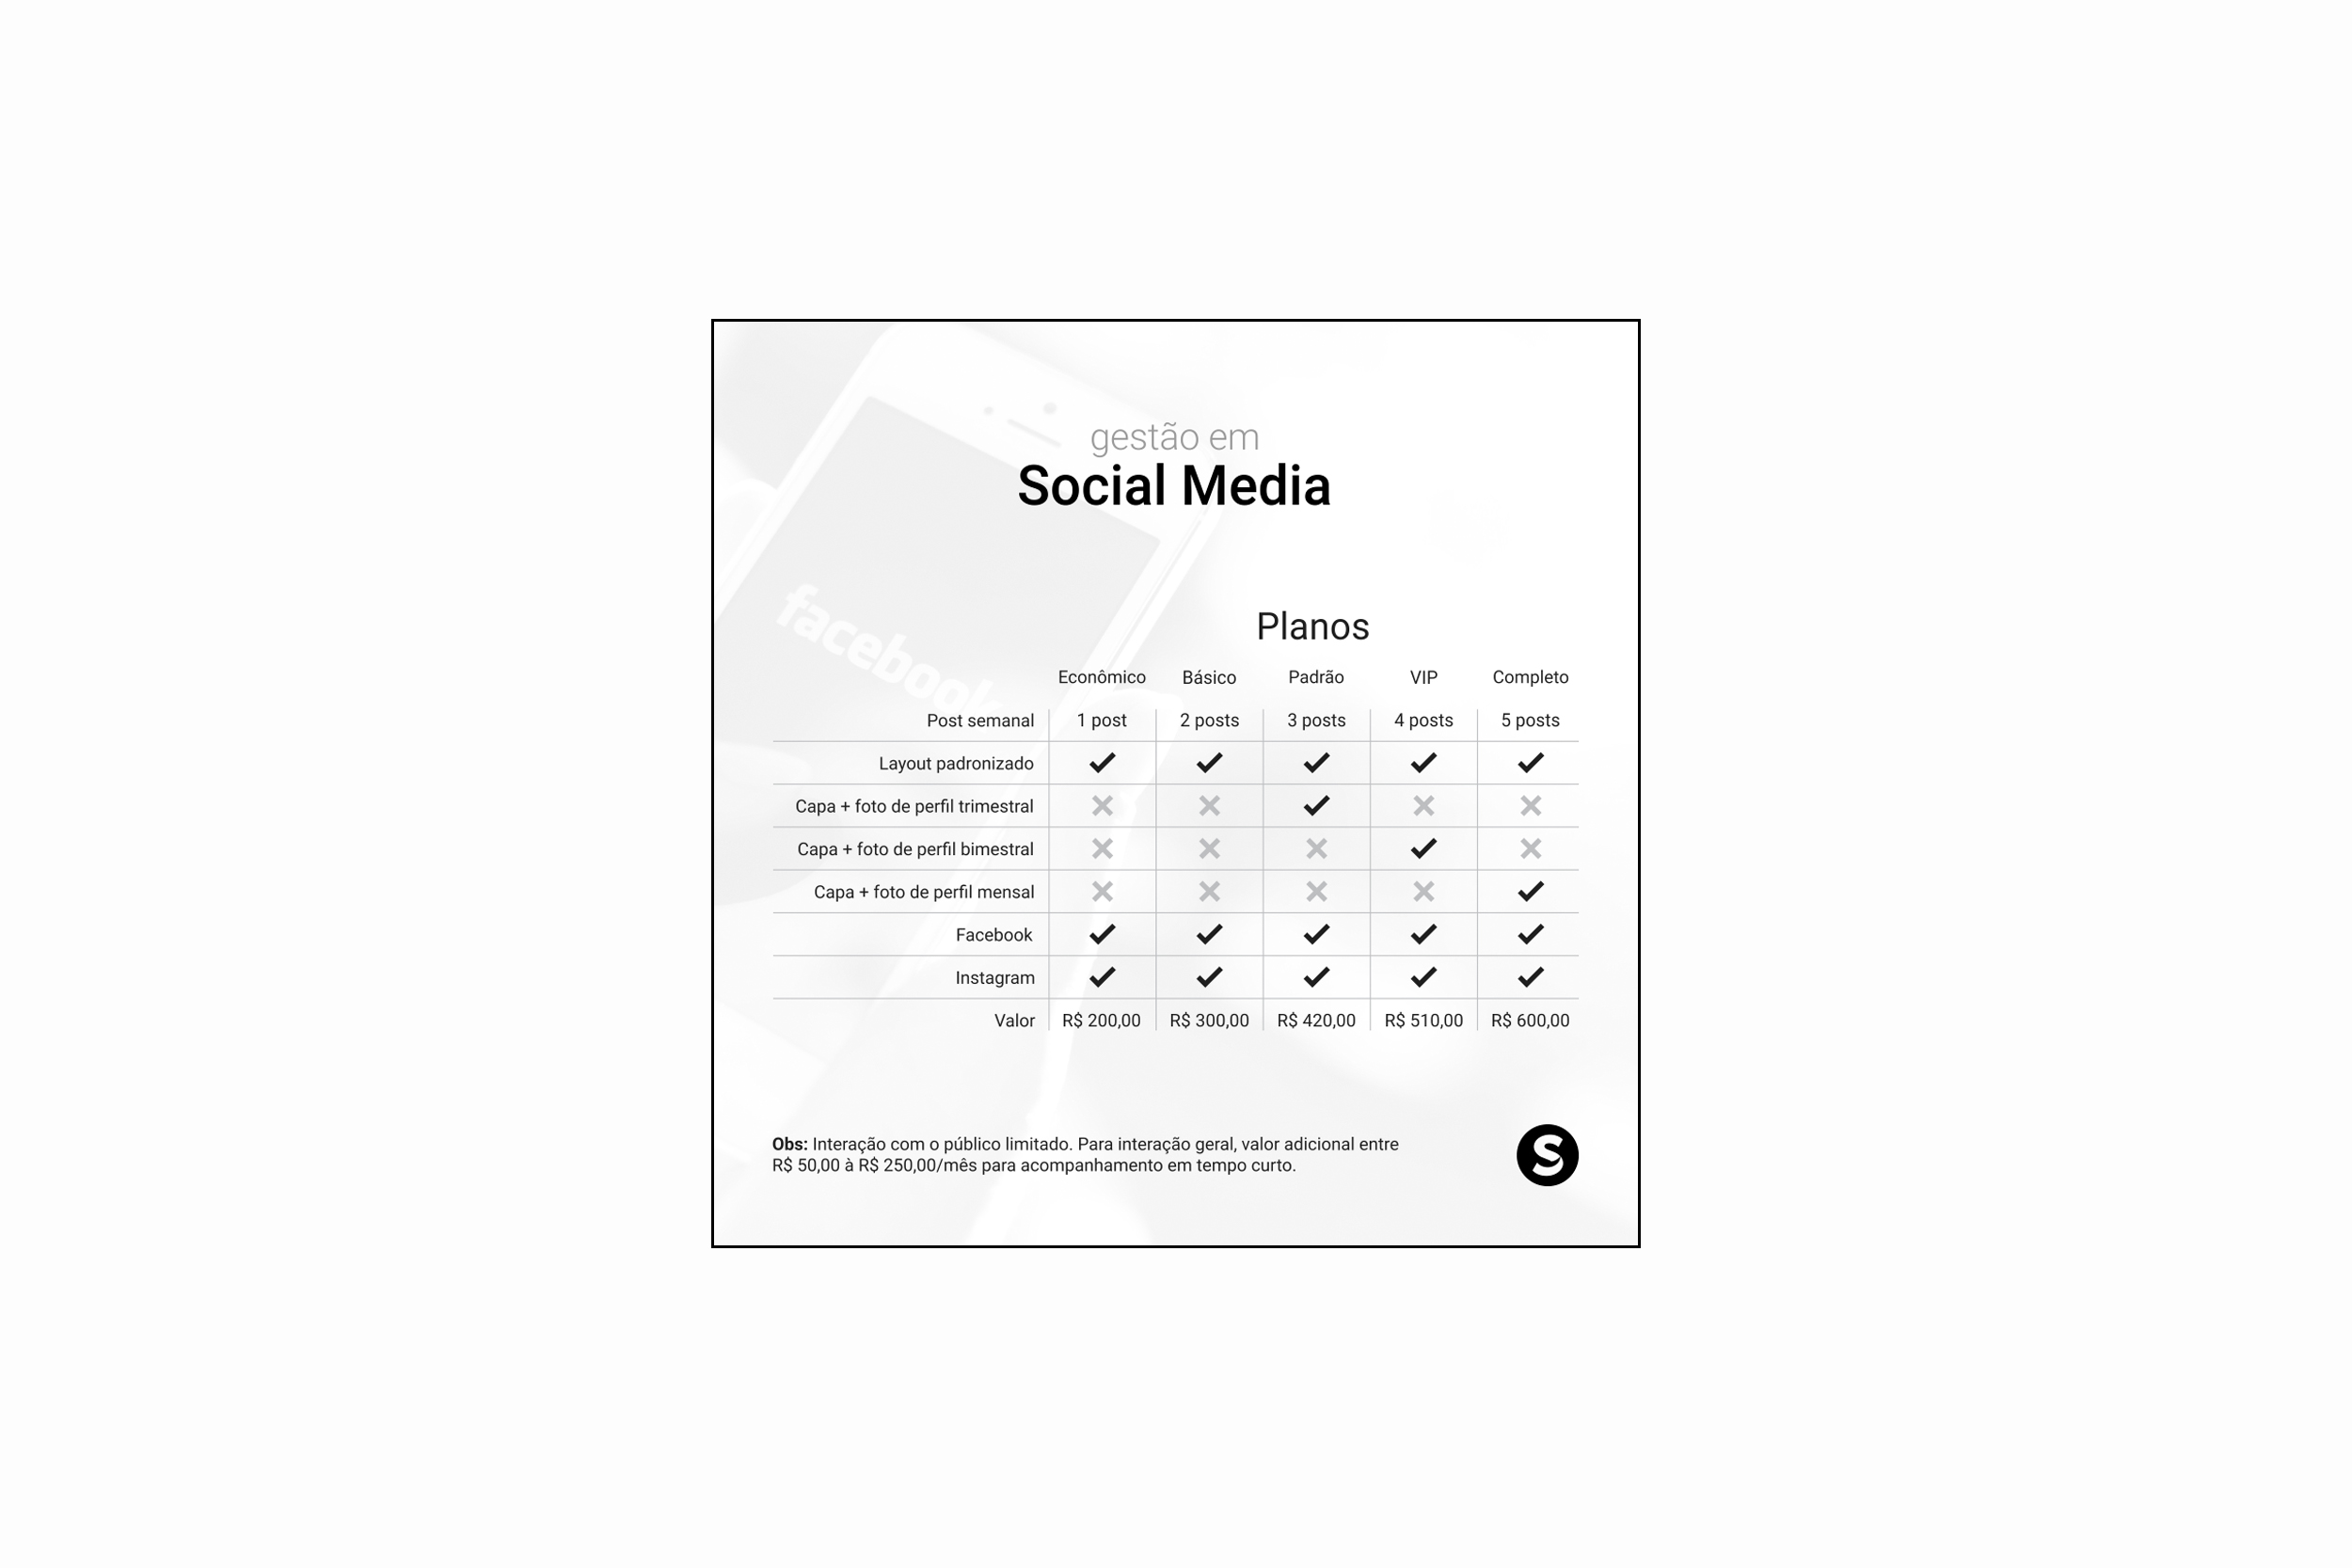 gestão em
Social Media
facebook
Planos
Econômico Básico Padrão VIP Completo
Post semanal 1 post 2 posts 3 posts 4 posts 5 posts
Layout padronizado
Capa + foto de perfil trimestral
Capa + foto de perfil bimestral
Capa + foto de perfil mensal
Facebook
Instagram
Valor R$ 200,00 R$ 300,00 R$ 420,00 R$ 510,00 R$ 600,00
Obs: Interação com o público limitado. Para interação geral, valor adicional entre
R$ 50,00 à R$ 250,00/mês para acompanhamento em tempo curto.
S